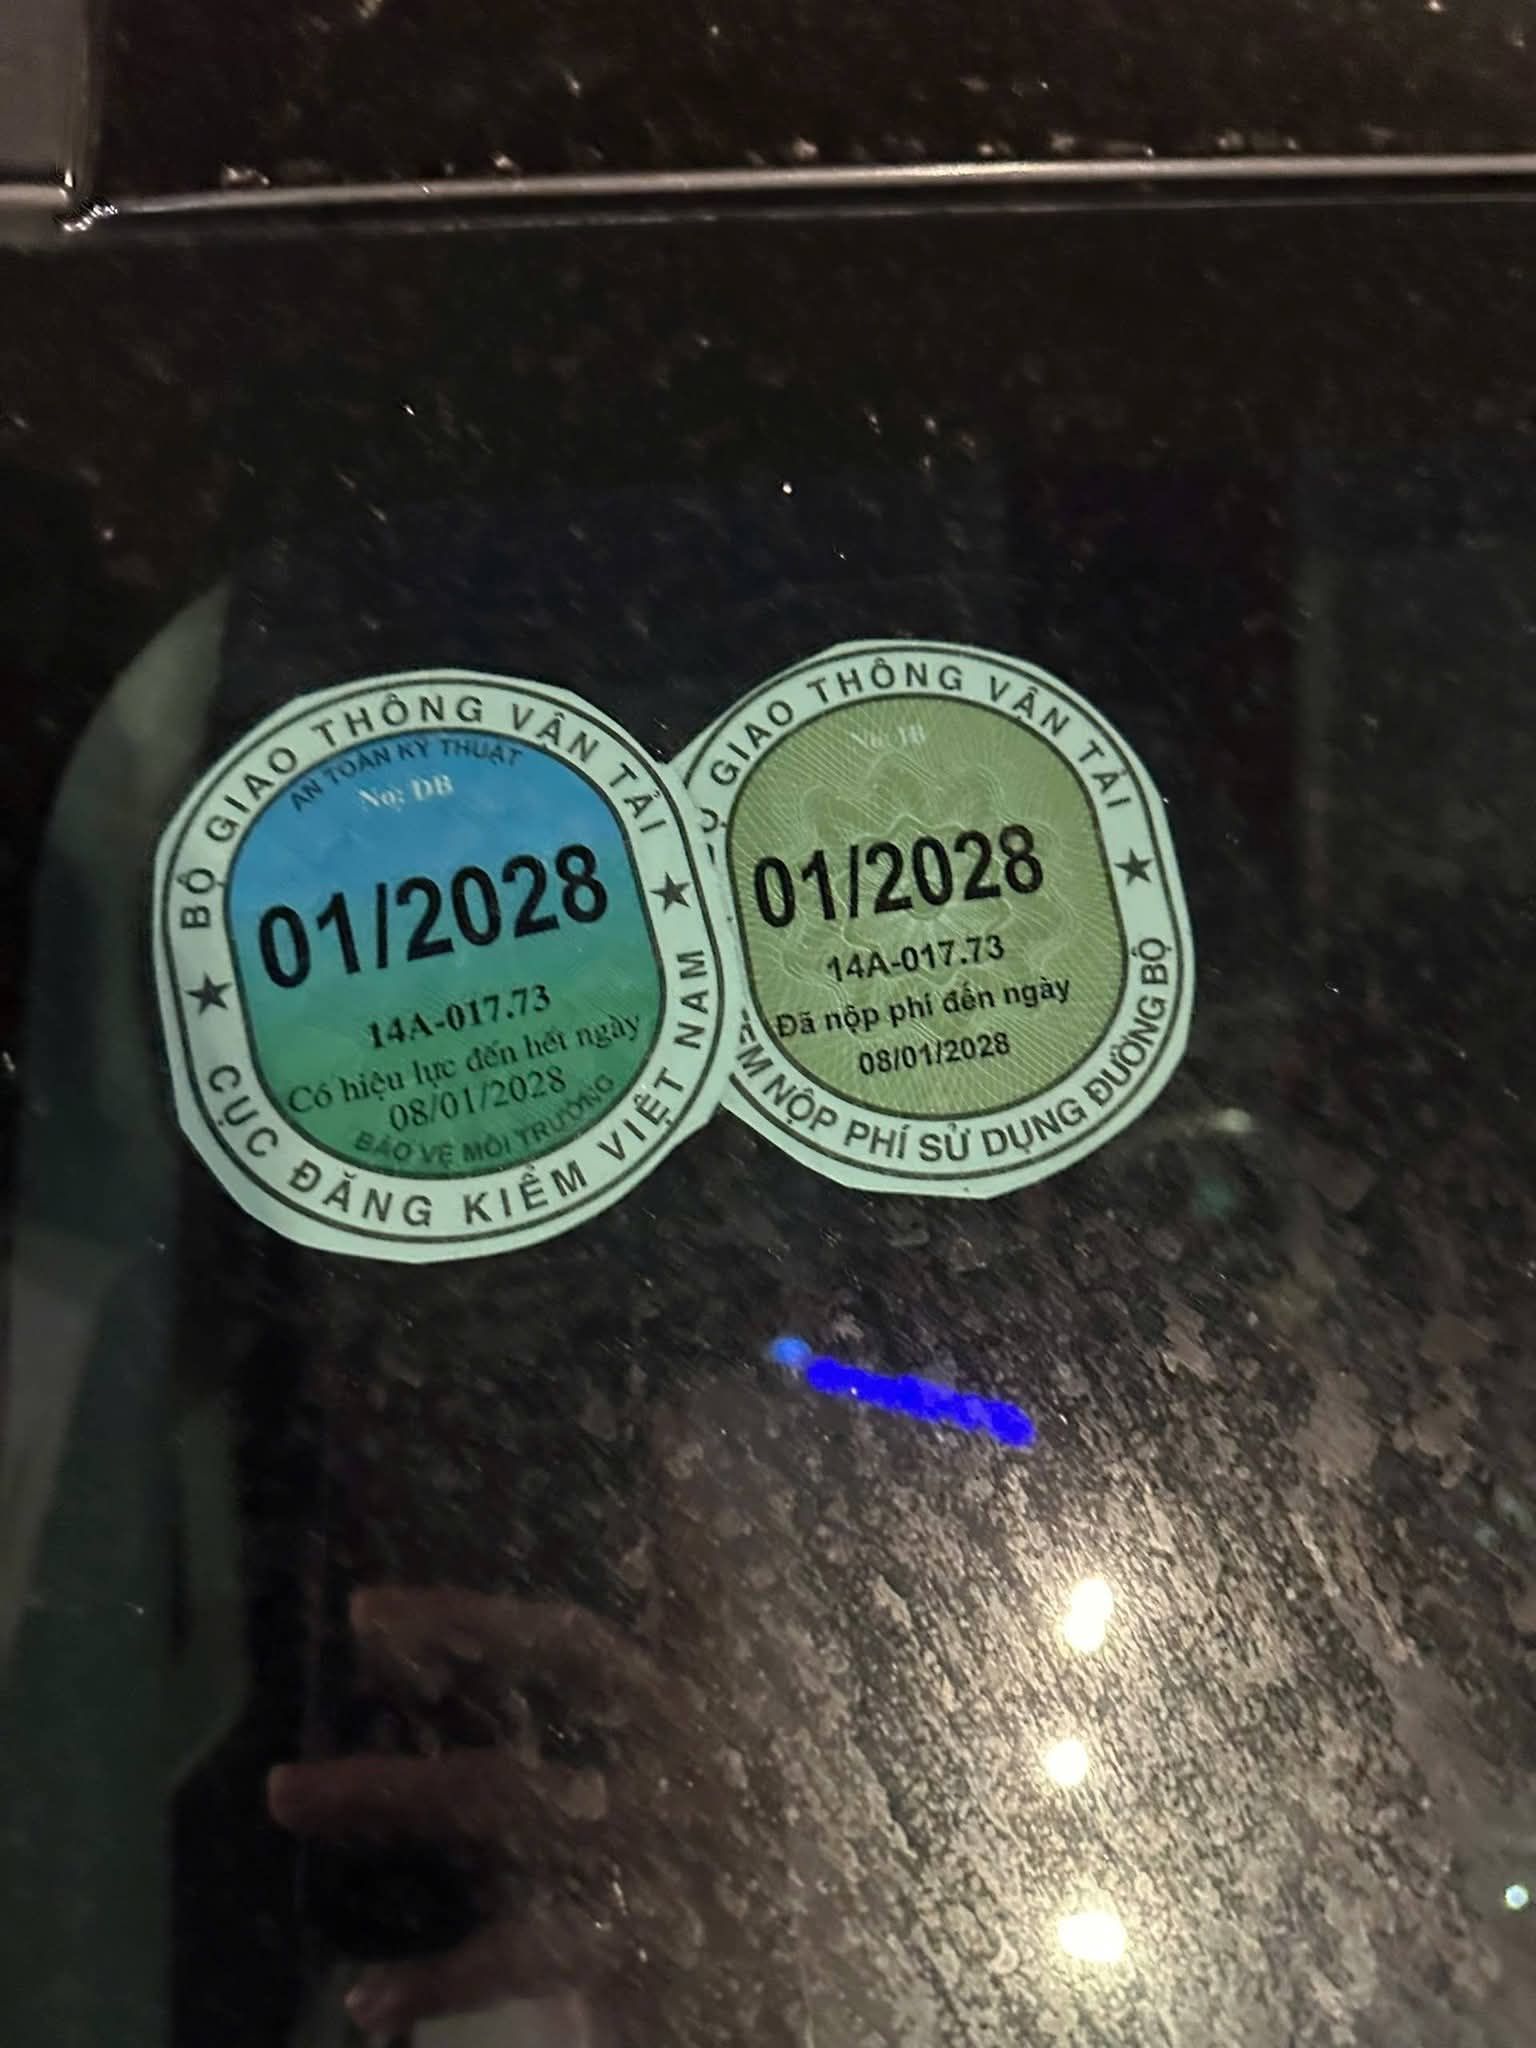 BỘ GIAO THÔNG VẬN TẢI
AN TOÀN KỸ THUẬT
No: DB
01/2028
14A-017.73
Có hiệu lực đến hết ngày
08/01/2028
BẢO VỆ MÔI TRƯỜNG
CỤC ĐĂNG KIỂM VIỆT NAM
GIAO THÔNG VẬN TẢI
01/2028
14A-017.73
Đã nộp phí đến ngày
08/01/2028
NỘP PHÍ SỬ DỤNG ĐƯỜNG BỘ